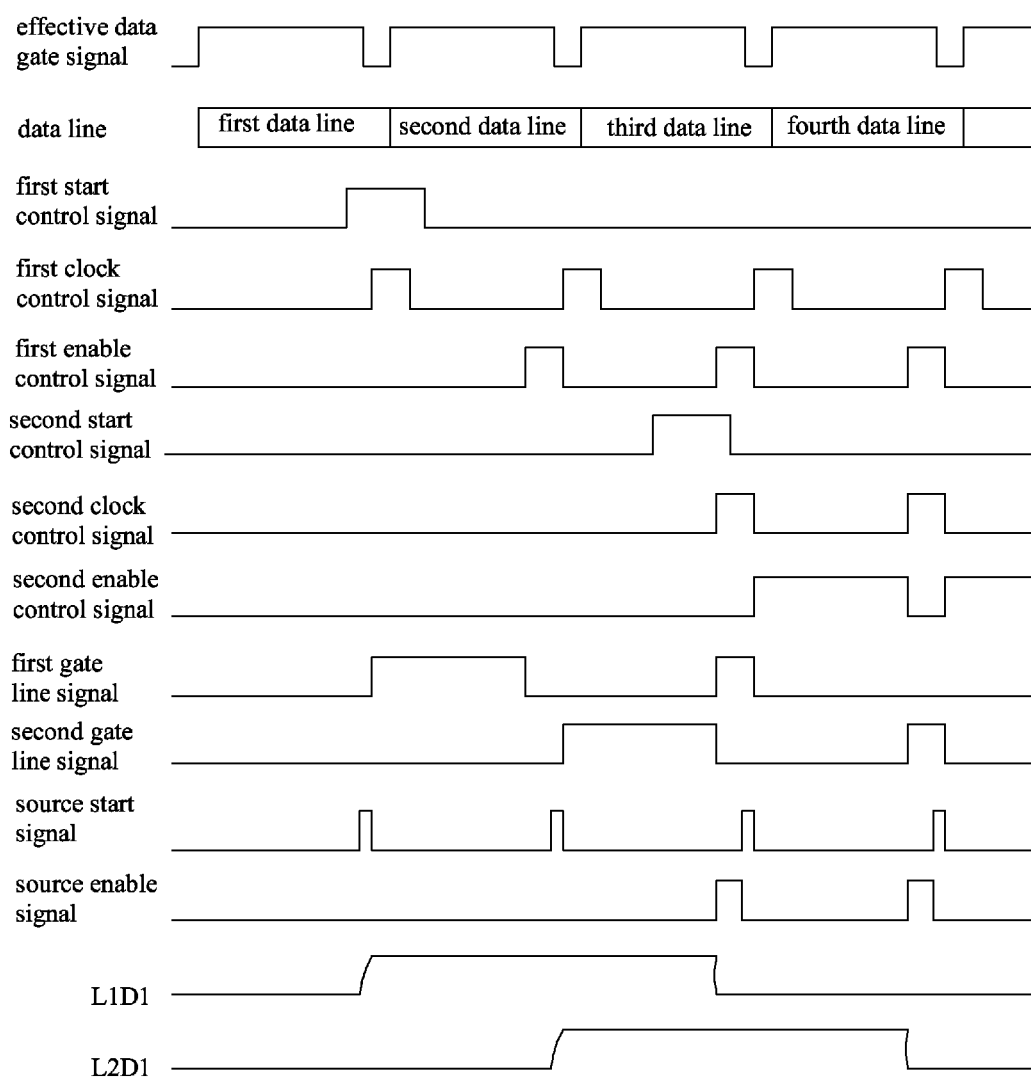 effective data
gate signal
data line
first data line
second data line
third data line
fourth data line
first start
control signal
first clock
control signal
first enable
control signal
second start
control signal
second clock
control signal
second enable
control signal
first gate
line signal
second gate
line signal
source start
signal
source enable
signal
L1D1
L2D1